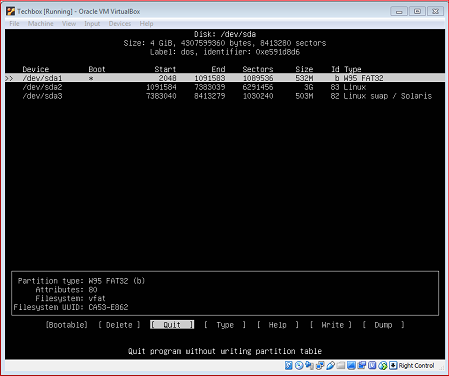 Techbox [Running] - Oracle VM VirtualBox
File Machine View Input Devices Help
Disk: /dev/sda
Size: 4 GiB, 4307599360 bytes, 8413280 sectors
Label: dos, identifier: 0xe591d8d6
Device Boot Start End Sectors Size Id Type
>> /dev/sda1 * 2048 1091583 1089536 532M b W95 FAT32
/dev/sda2 1091584 7383039 6291456 3G 83 Linux
/dev/sda3 7383040 8413279 1030240 503M 82 Linux swap / Solaris
Partition type: W95 FAT32 (b)
Attributes: 80
Filesystem: vfat
Filesystem UUID: CA53-E862
[Bootable] [ Delete ] [ Quit ] [ Type ] [ Help ] [ Write ] [ Dump ]
Quit program without writing partition table
Right Control